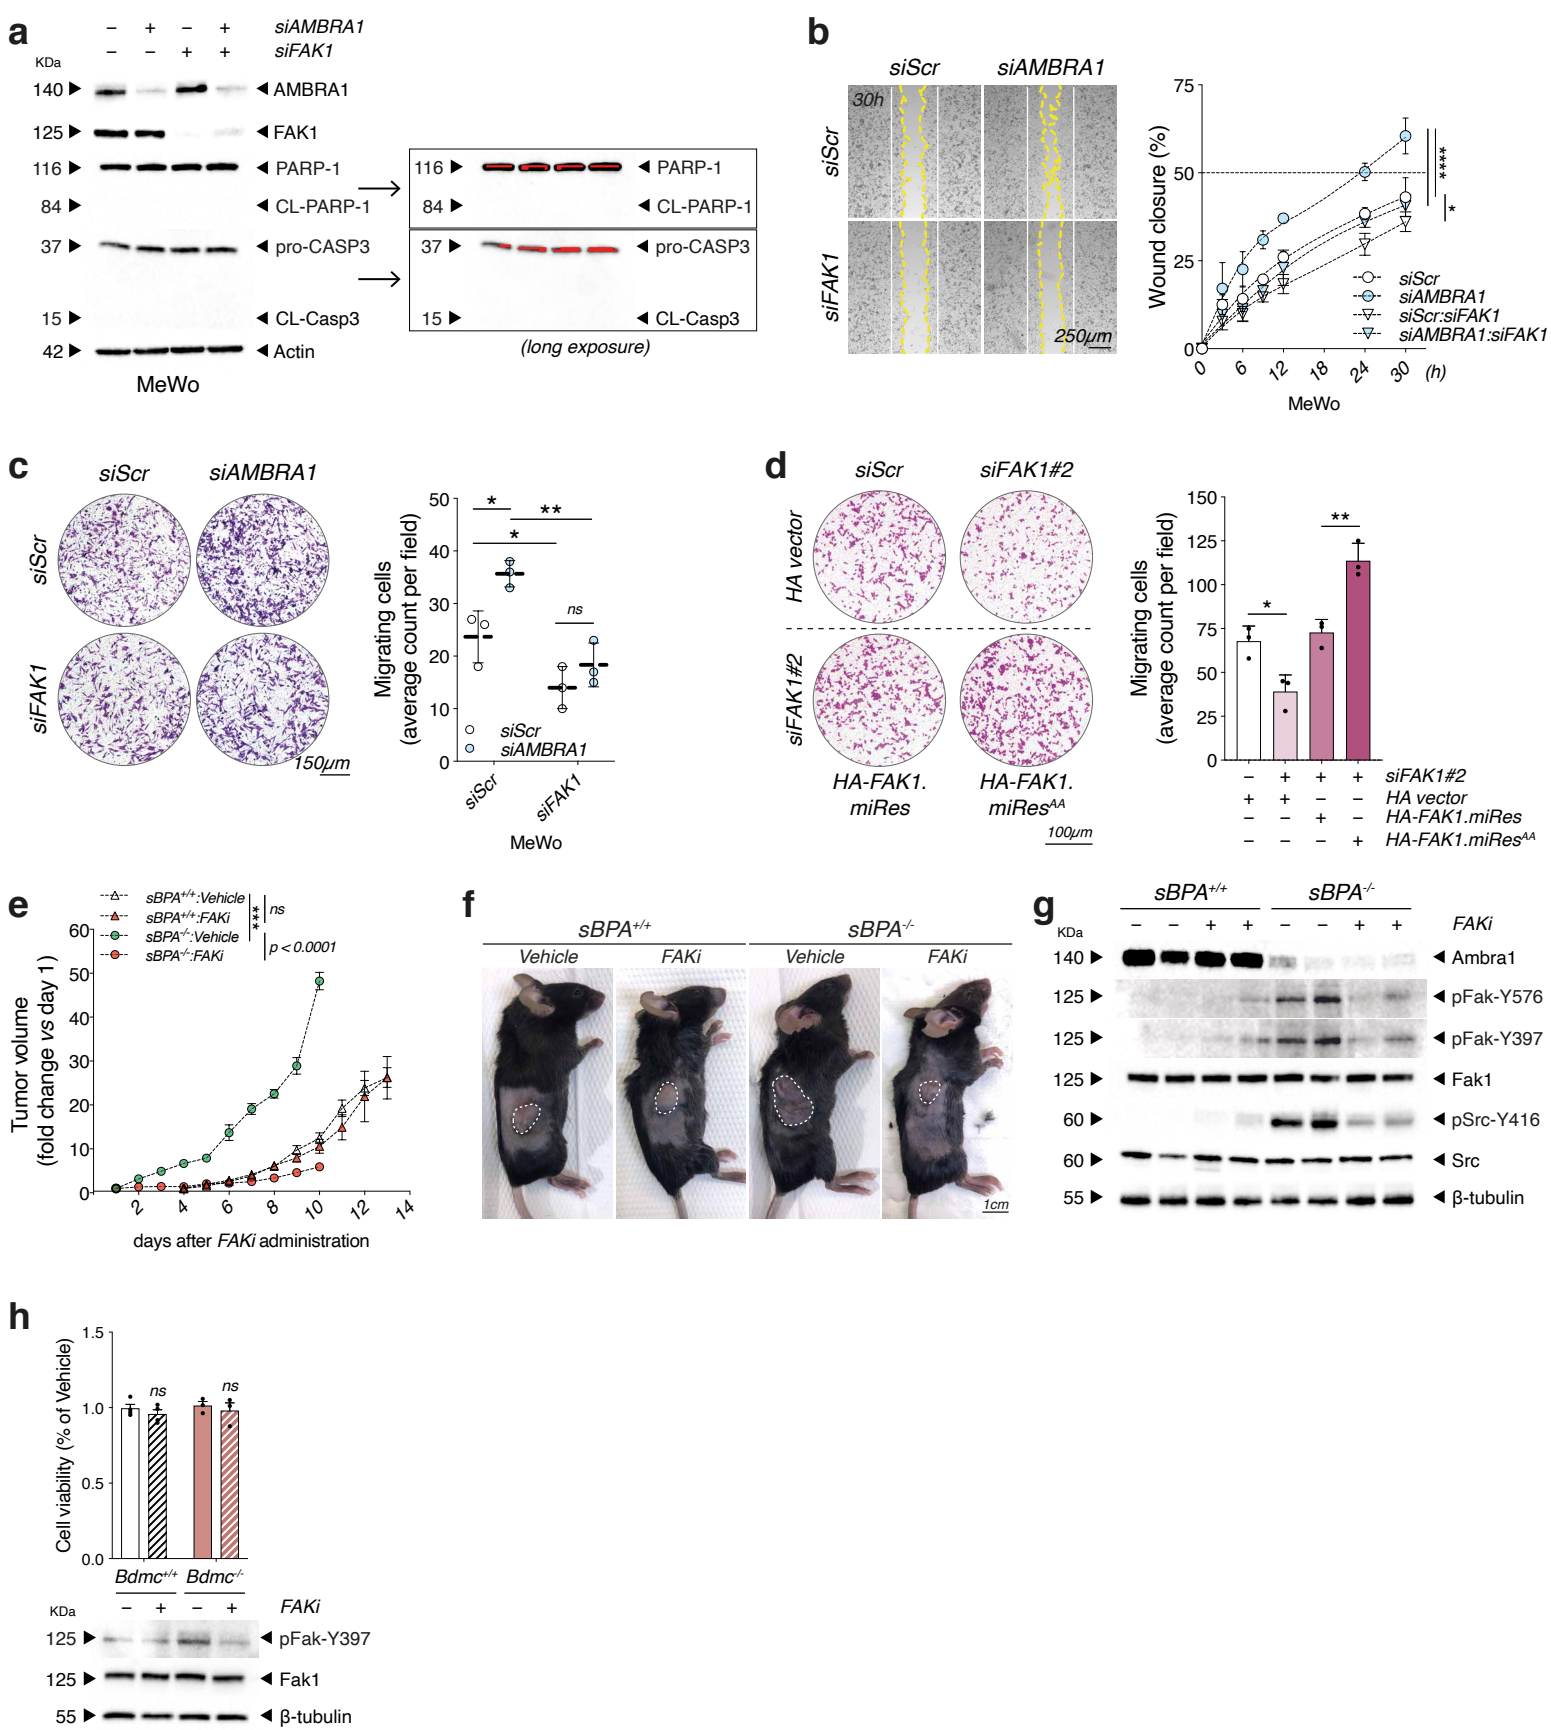 a
− + − + siAMBRA1
− − + + siFAK1
KDa
140 AMBRA1
125 FAK1
116 PARP-1
84 CL-PARP-1
37 pro-CASP3
15 CL-Casp3
42 Actin
MeWo
116 PARP-1
84 CL-PARP-1
37 pro-CASP3
15 CL-Casp3
(long exposure)
b
siScr siAMBRA1
30h
siScr
siFAK1
250µm
Wound closure (%)
75
50
25
0
0 6 12 18 24 30 (h)
MeWo
****
*
siScr
siAMBRA1
siScr:siFAK1
siAMBRA1:siFAK1
c
siScr siAMBRA1
siScr
siFAK1
150µm
Migrating cells
(average count per field)
50
40
30
20
10
0
* **
*
ns
siScr
siAMBRA1
siScr siFAK1
MeWo
d
siScr siFAK1#2
HA vector
siFAK1#2
HA-FAK1.
miRes
HA-FAK1.
miResAA
100µm
Migrating cells
(average count per field)
150
125
100
75
50
25
0
*
**
− + + + siFAK1#2
+ + − − HA vector
− − + − HA-FAK1.miRes
− − − + HA-FAK1.miResAA
e
sBPA+/+:Vehicle
sBPA+/+:FAKi
sBPA-/-:Vehicle
sBPA-/-:FAKi
***
ns
p < 0.0001
Tumor volume
(fold change vs day 1)
60
50
40
30
20
10
0
2 4 6 8 10 12 14
days after FAKi administration
f
sBPA+/+ sBPA-/-
Vehicle FAKi Vehicle FAKi
1cm
g
sBPA+/+ sBPA-/-
− − + + − − + + FAKi
KDa
140 Ambra1
125 pFak-Y576
125 pFak-Y397
125 Fak1
60 pSrc-Y416
60 Src
55 β-tubulin
h
Cell viability (% of Vehicle)
1.5
1.0
0.5
0.0
ns ns
Bdmc+/+ Bdmc-/-
− + − + FAKi
KDa
125 pFak-Y397
125 Fak1
55 β-tubulin